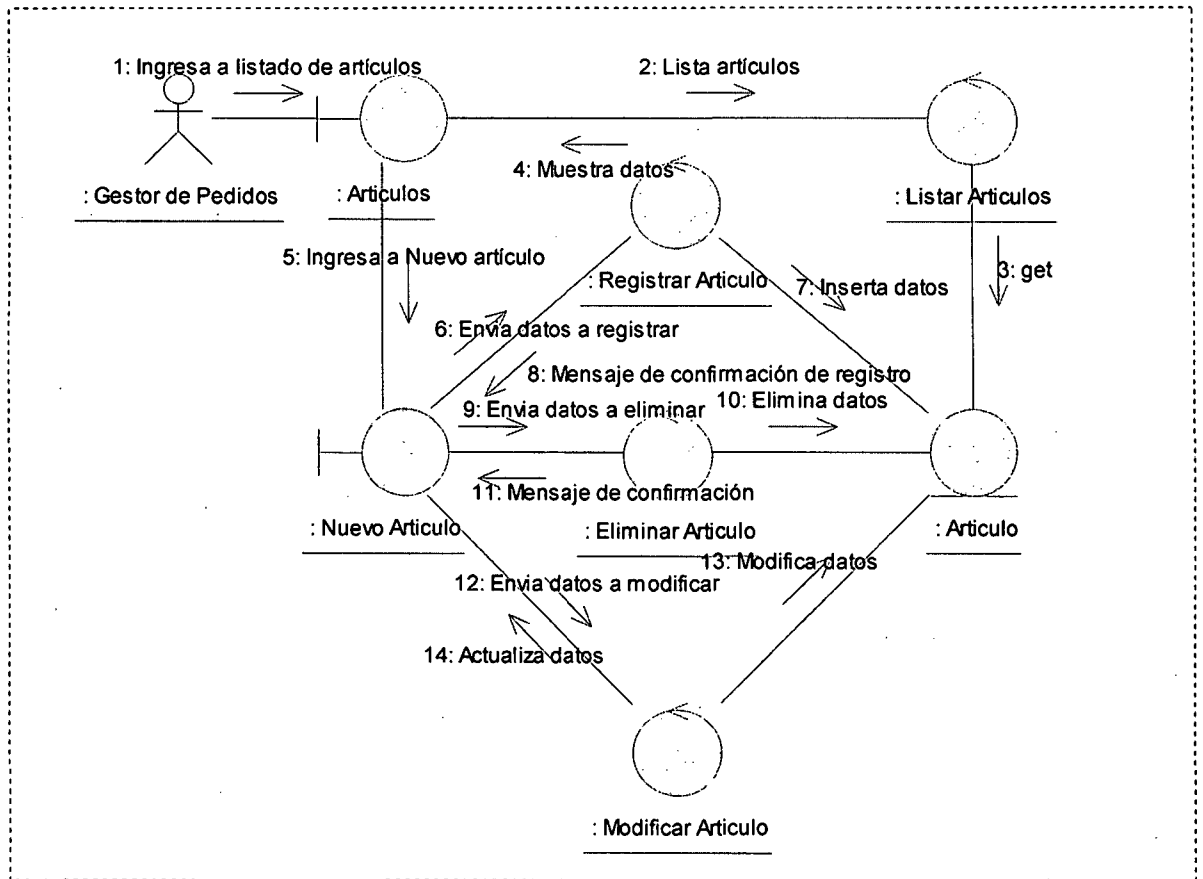 1: Ingresa a listado de artículos
2: Lista artículos
4: Muestra datos
: Gestor de Pedidos
: Articulos
: Listar Articulos
5: Ingresa a Nuevo artículo
3: get
: Registrar Articulo
7: Inserta datos
6: Envia datos a registrar
8: Mensaje de confirmación de registro
9: Envia datos a eliminar
10: Elimina datos
11: Mensaje de confirmación
: Nuevo Articulo
: Eliminar Articulo
: Articulo
13: Modifica datos
12: Envia datos a modificar
14: Actualiza datos
: Modificar Articulo